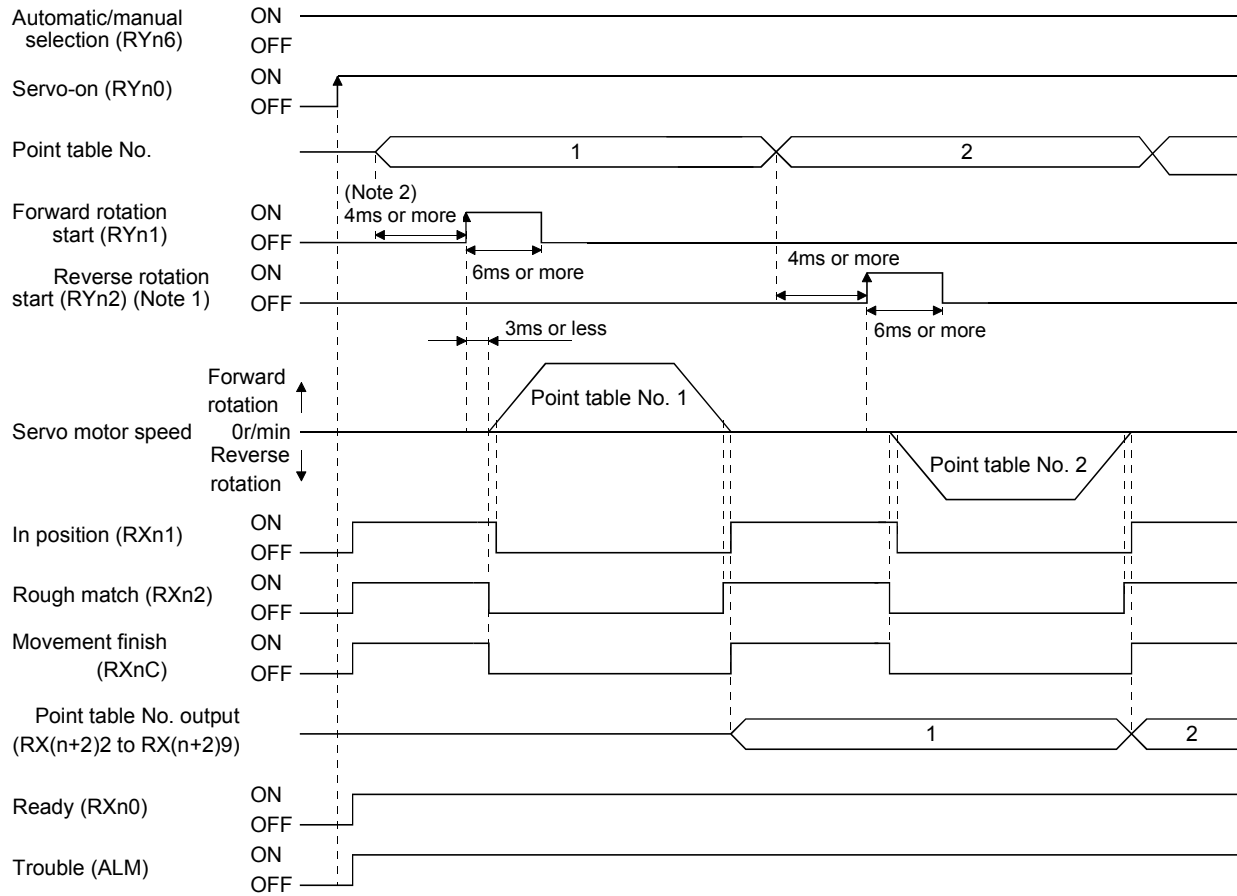 Automatic/manual
selection (RYn6)
ON
OFF
Servo-on (RYn0)
ON
OFF
Point table No.
1
2
(Note 2)
4ms or more
Forward rotation
start (RYn1)
ON
OFF
6ms or more
Reverse rotation
start (RYn2) (Note 1)
ON
OFF
4ms or more
6ms or more
3ms or less
Forward
rotation
Servo motor speed
0r/min
Reverse
rotation
Point table No. 1
Point table No. 2
In position (RXn1)
ON
OFF
Rough match (RXn2)
ON
OFF
Movement finish
(RXnC)
ON
OFF
Point table No. output
(RX(n+2)2 to RX(n+2)9)
1
2
Ready (RXn0)
ON
OFF
Trouble (ALM)
ON
OFF